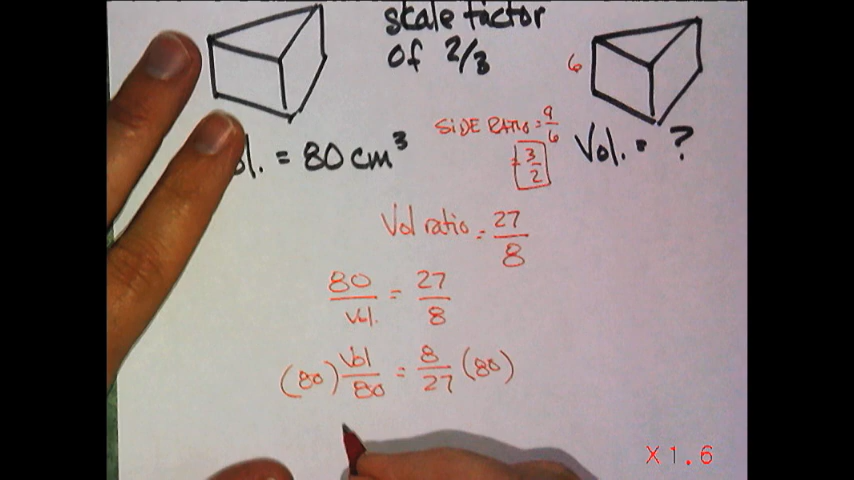 scale factor
of 2/3
6
SIDE RATIO = 9/6
= 3/2
= 80 cm³
Vol. = ?
Vol ratio = 27/8
80/Vol. = 27/8
(80) Vol/80 = 8/27 (80)
X1.6